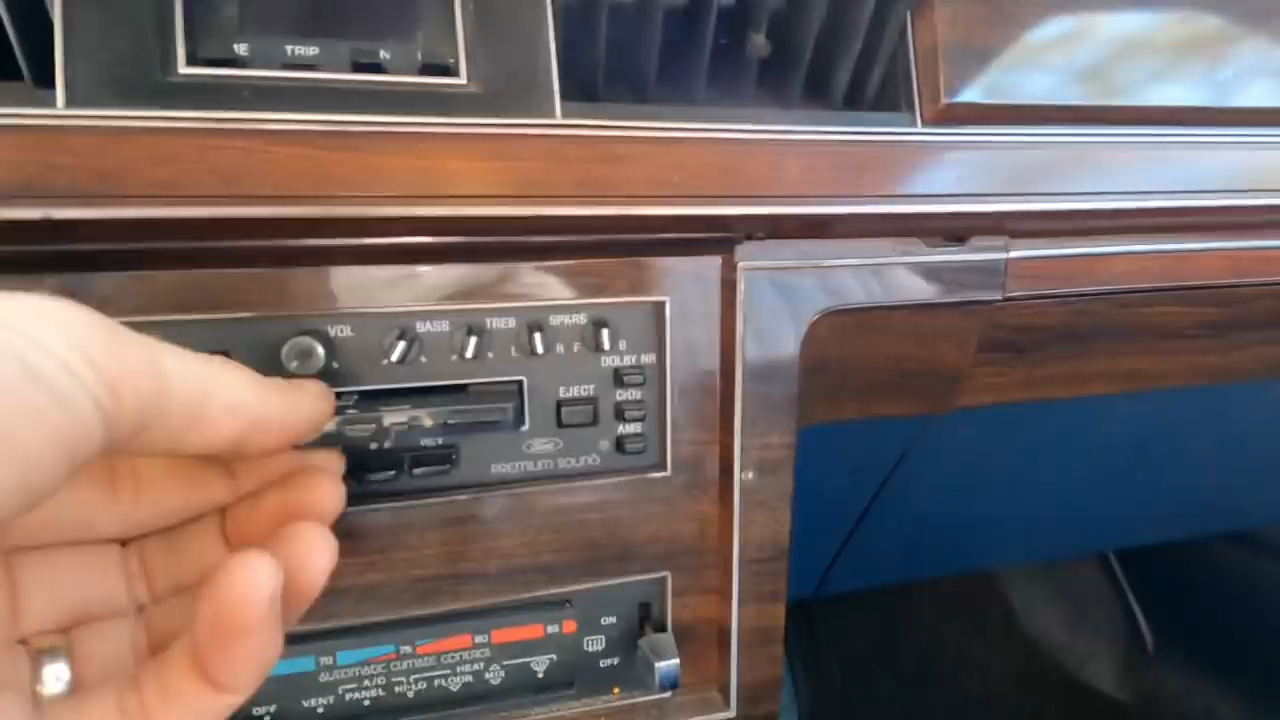 TRIP
N
VOL
BASS
TREB
SPKRS
L R F B
DOLBY NR
EJECT
CrO2
AMS
Ford
PREMIUM SOUND
70 75 80 85
ON
AUTOMATIC CLIMATE CONTROL
OFF
A/C HEAT
OFF VENT PANEL HI-LO FLOOR MIX